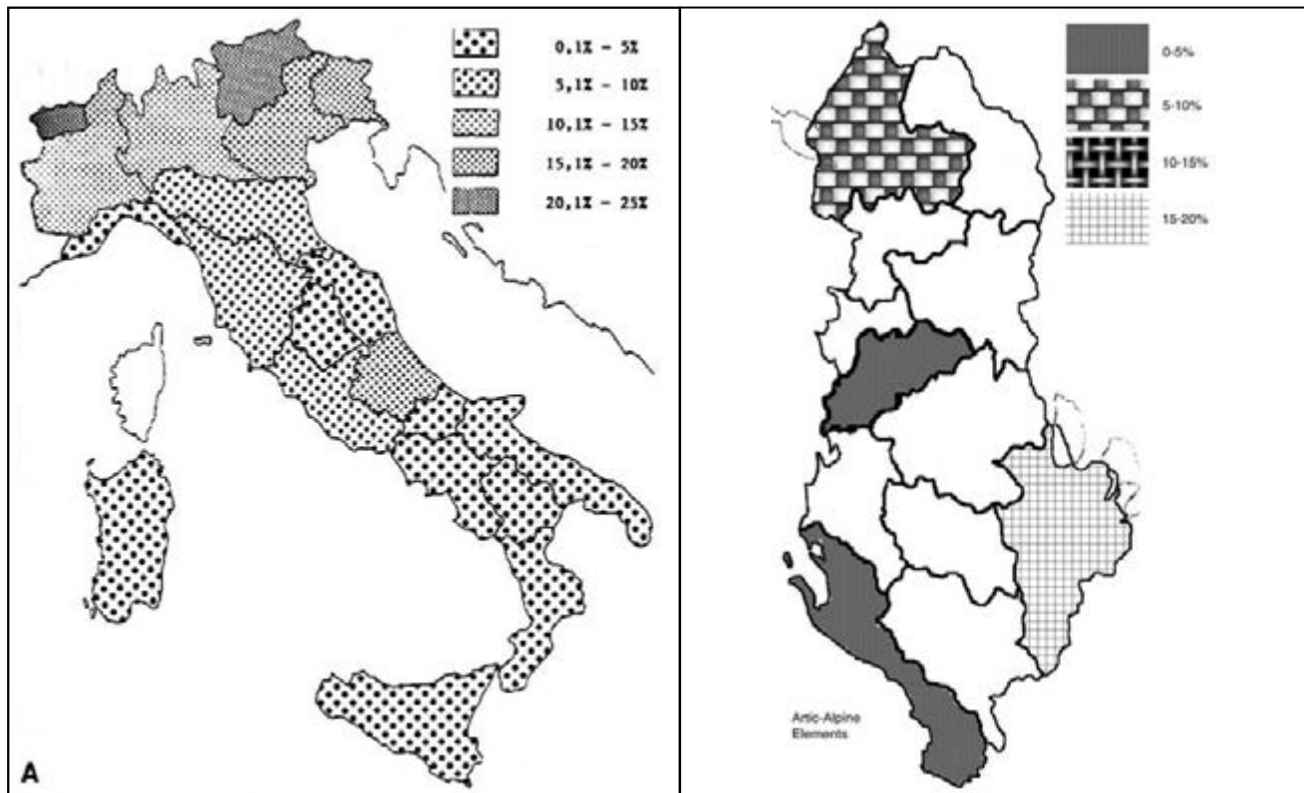 0,1% - 5%
5,1% - 10%
10,1% - 15%
15,1% - 20%
20,1% - 25%
A
0-5%
5-10%
10-15%
15-20%
Artic-Alpine
Elements